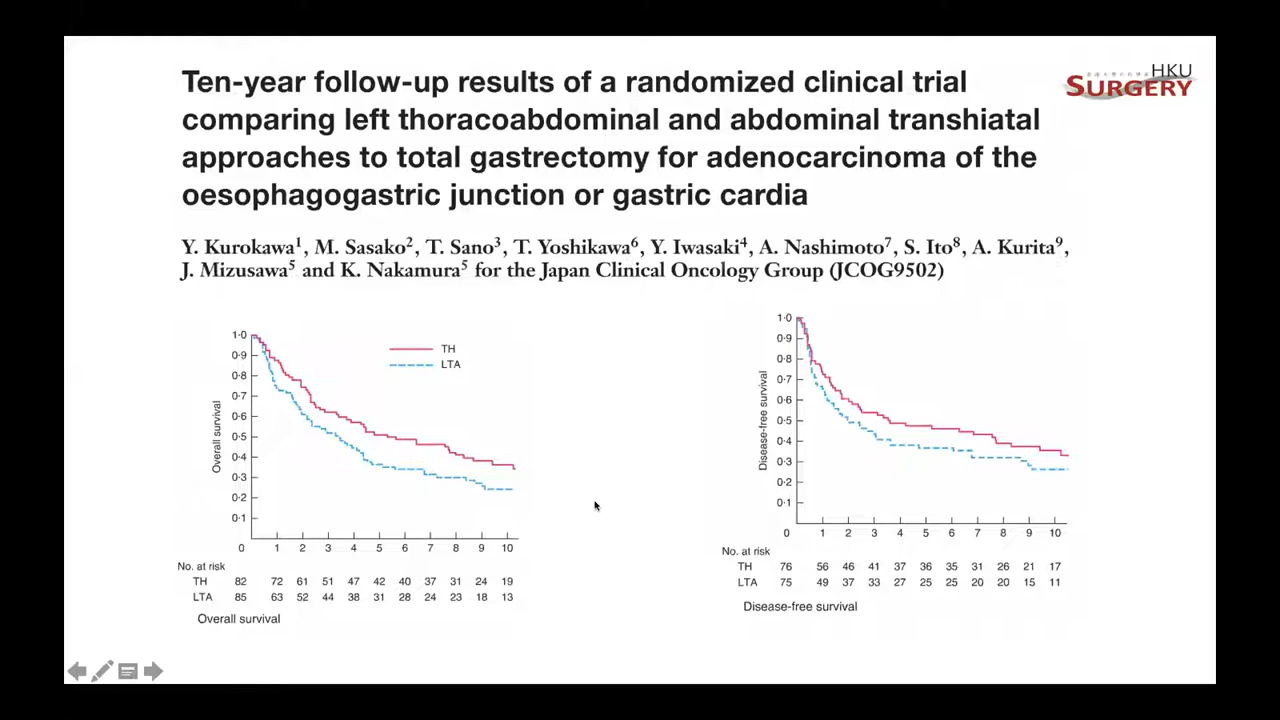 Ten-year follow-up results of a randomized clinical trial
comparing left thoracoabdominal and abdominal transhiatal
approaches to total gastrectomy for adenocarcinoma of the
oesophagogastric junction or gastric cardia
HKU
SURGERY
Y. Kurokawa¹, M. Sasako², T. Sano³, T. Yoshikawa⁶, Y. Iwasaki⁴, A. Nashimoto⁷, S. Ito⁸, A. Kurita⁹,
J. Mizusawa⁵ and K. Nakamura⁵ for the Japan Clinical Oncology Group (JCOG9502)
TH
LTA
Overall survival
1·0
0·9
0·8
0·7
0·6
0·5
0·4
0·3
0·2
0·1
0 1 2 3 4 5 6 7 8 9 10
No. at risk
TH 82 72 61 51 47 42 40 37 31 24 19
LTA 85 63 52 44 38 31 28 24 23 18 13
Overall survival
Disease-free survival
1·0
0·9
0·8
0·7
0·6
0·5
0·4
0·3
0·2
0·1
0 1 2 3 4 5 6 7 8 9 10
No. at risk
TH 76 56 46 41 37 36 35 31 26 21 17
LTA 75 49 37 33 27 25 25 20 20 15 11
Disease-free survival